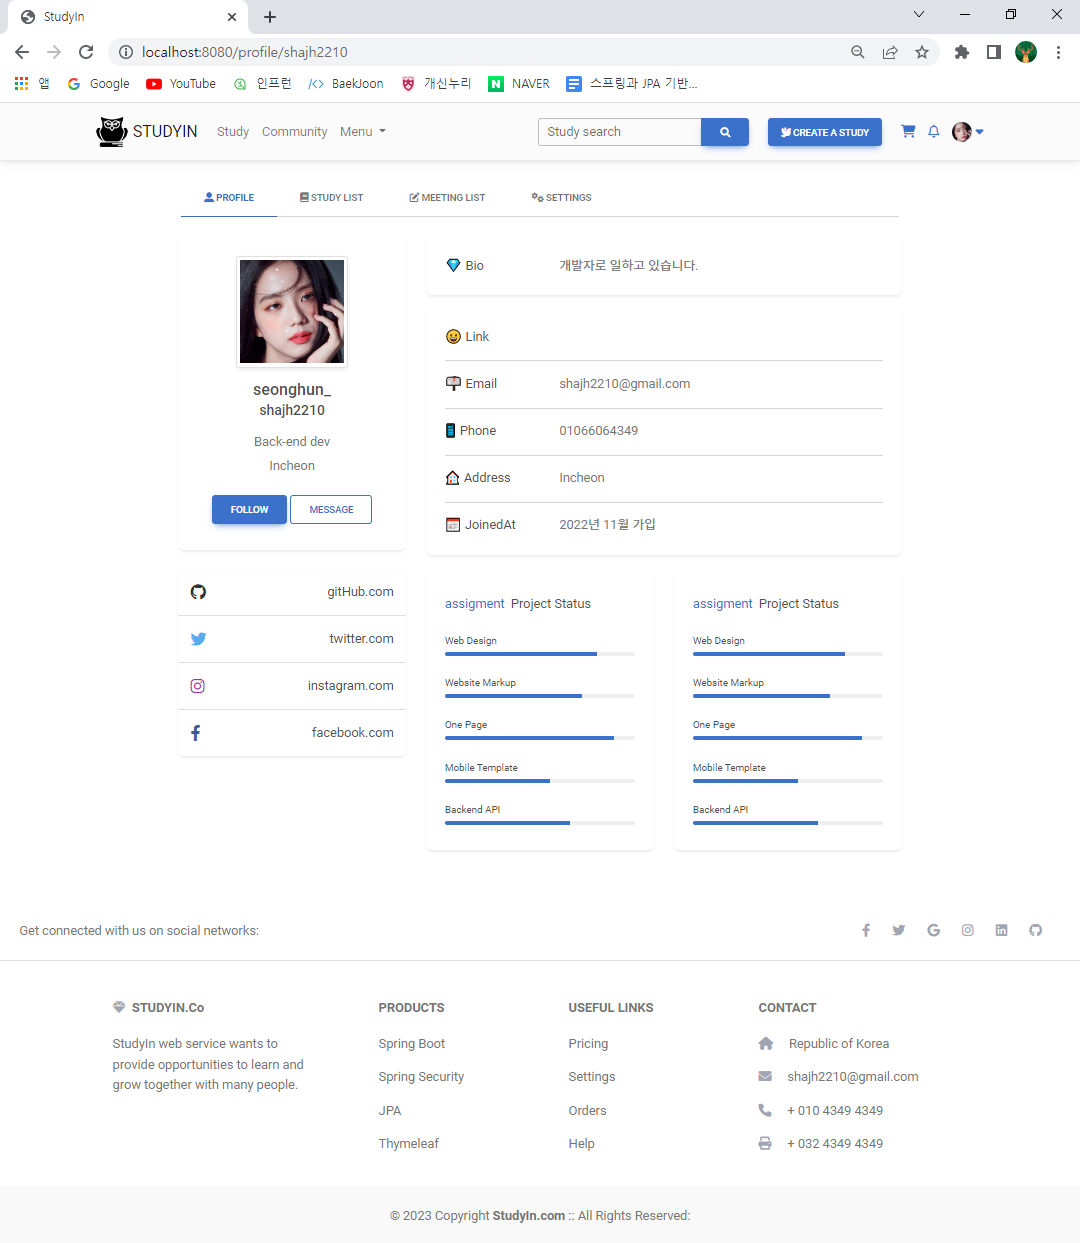 StudyIn
localhost:8080/profile/shajh2210
앱 Google YouTube 인프런 BaekJoon 개신누리 NAVER 스프링과 JPA 기반...
STUDYIN Study Community Menu Study search CREATE A STUDY
PROFILE STUDY LIST MEETING LIST SETTINGS
seonghun_
shajh2210
Back-end dev
Incheon
FOLLOW MESSAGE
Bio 개발자로 일하고 있습니다.
Link
Email shajh2210@gmail.com
Phone 01066064349
Address Incheon
JoinedAt 2022년 11월 가입
gitHub.com
twitter.com
instagram.com
facebook.com
assigment Project Status
Web Design
Website Markup
One Page
Mobile Template
Backend API
assigment Project Status
Web Design
Website Markup
One Page
Mobile Template
Backend API
Get connected with us on social networks:
STUDYIN.Co
StudyIn web service wants to
provide opportunities to learn and
grow together with many people.
PRODUCTS
Spring Boot
Spring Security
JPA
Thymeleaf
USEFUL LINKS
Pricing
Settings
Orders
Help
CONTACT
Republic of Korea
shajh2210@gmail.com
+ 010 4349 4349
+ 032 4349 4349
© 2023 Copyright StudyIn.com :: All Rights Reserved: